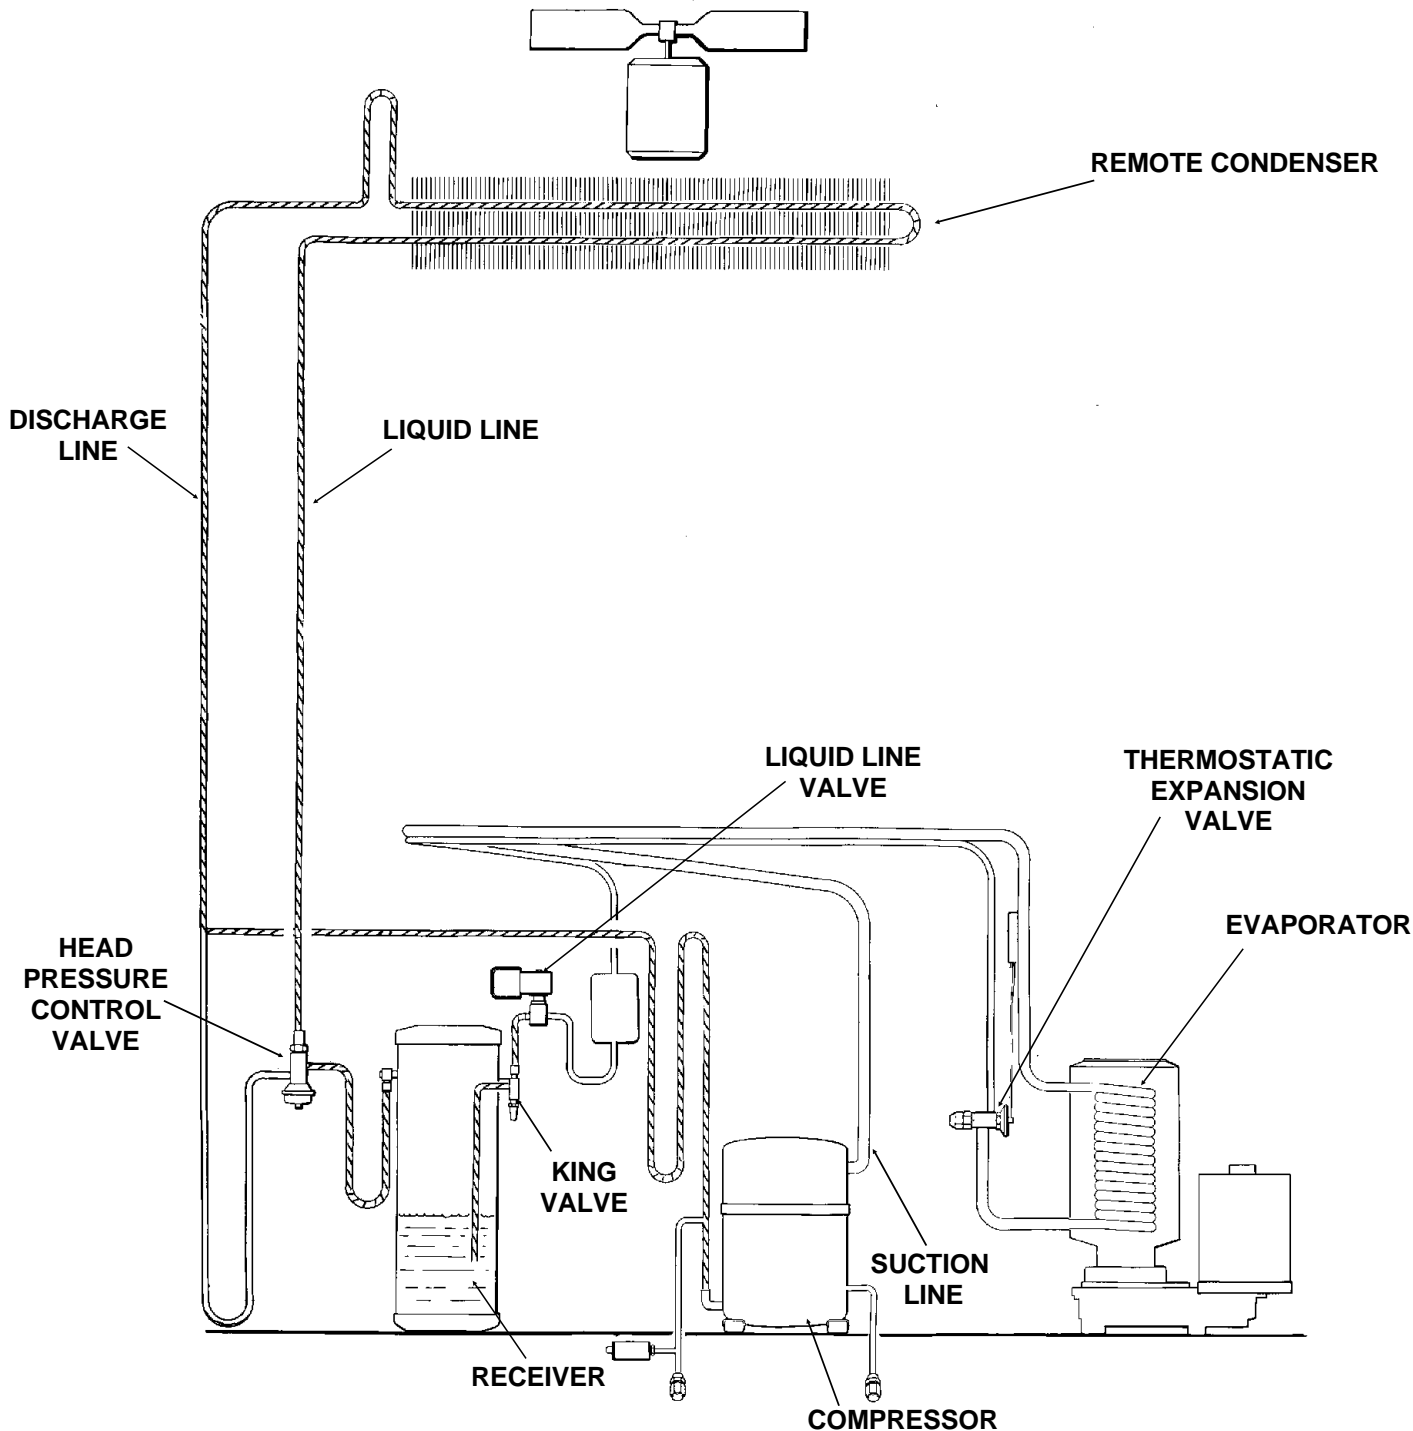 REMOTE CONDENSER
DISCHARGE
LINE
LIQUID LINE
LIQUID LINE
VALVE
THERMOSTATIC
EXPANSION
VALVE
EVAPORATOR
HEAD
PRESSURE
CONTROL
VALVE
KING
VALVE
SUCTION
LINE
RECEIVER
COMPRESSOR